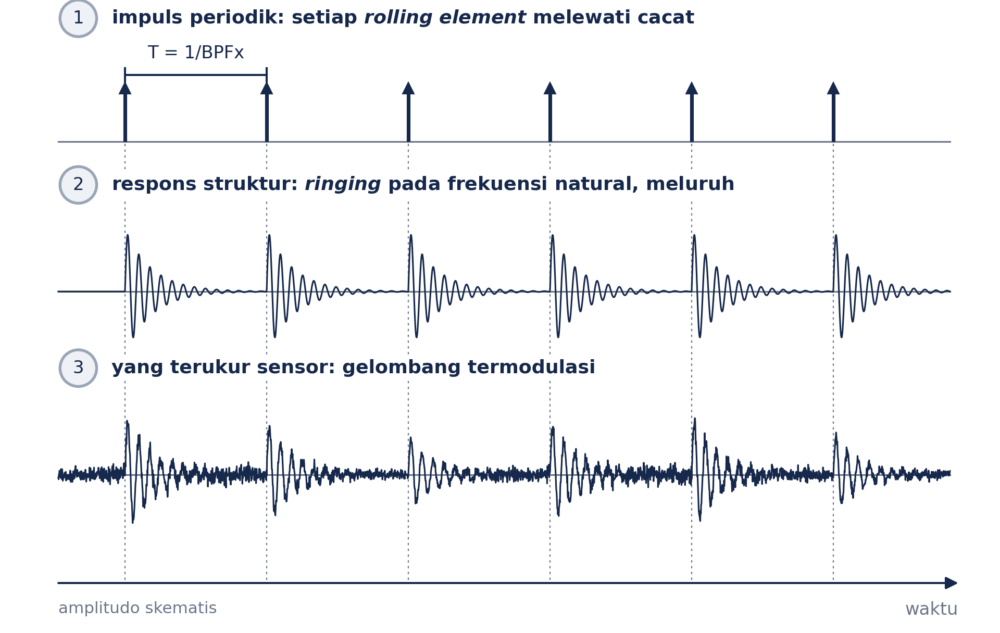 1 impuls periodik: setiap rolling element melewati cacat
T = 1/BPFx
2 respons struktur: ringing pada frekuensi natural, meluruh
3 yang terukur sensor: gelombang termodulasi
amplitudo skematis
waktu